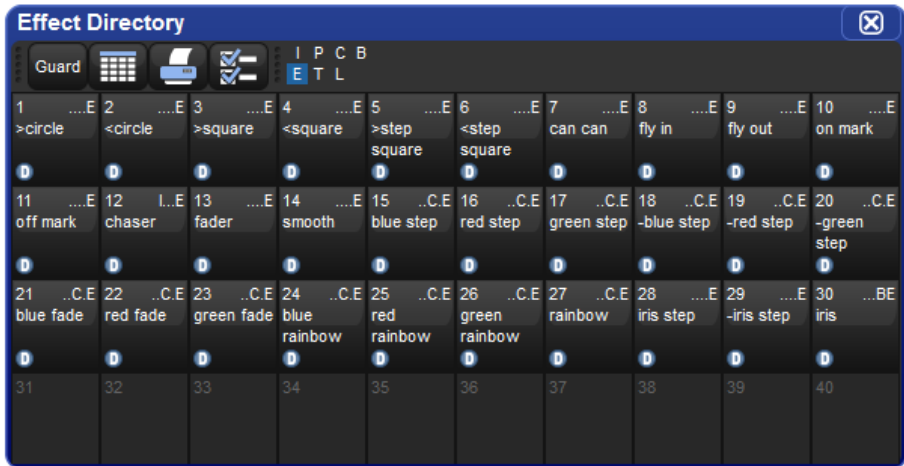 Effect Directory
Guard
I P C B
E T L
1 ....E 2 ....E 3 ....E 4 ....E 5 ....E 6 ....E 7 ....E 8 ....E 9 ....E 10 ....E
>circle <circle >square <square >step <step can can fly in fly out on mark
square square
D D D D D D D D D D
11 ....E 12 I...E 13 ....E 14 ....E 15 ..C.E 16 ..C.E 17 ..C.E 18 ..C.E 19 ..C.E 20 ..C.E
off mark chaser fader smooth blue step red step green step -blue step -red step -green
step
D D D D D D D D D D
21 ..C.E 22 ..C.E 23 ..C.E 24 ..C.E 25 ..C.E 26 ..C.E 27 ..C.E 28 ....E 29 ....E 30 ...BE
blue fade red fade green fade blue red green rainbow iris step -iris step iris
rainbow rainbow rainbow
D D D D D D D D D D
31 32 33 34 35 36 37 38 39 40